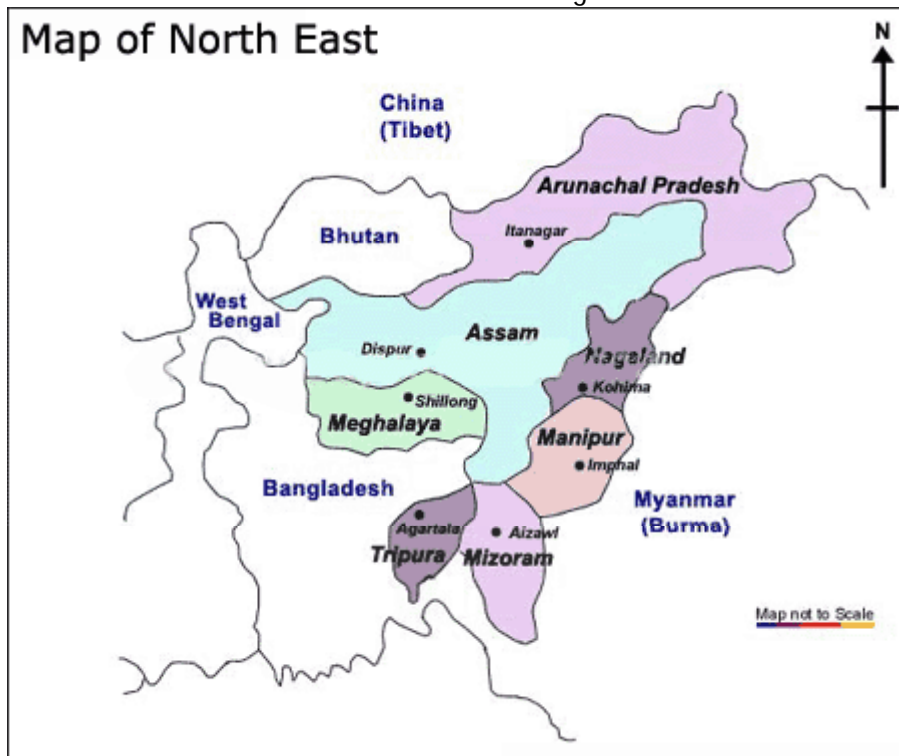 Map of North East
N
China
(Tibet)
Arunachal Pradesh
Itanagar
Bhutan
West
Bengal
Assam
Dispur
Nagaland
Kohima
Shillong
Meghalaya
Manipur
Imphal
Bangladesh
Myanmar
(Burma)
Agartala
Aizawl
Tripura
Mizoram
Map not to Scale